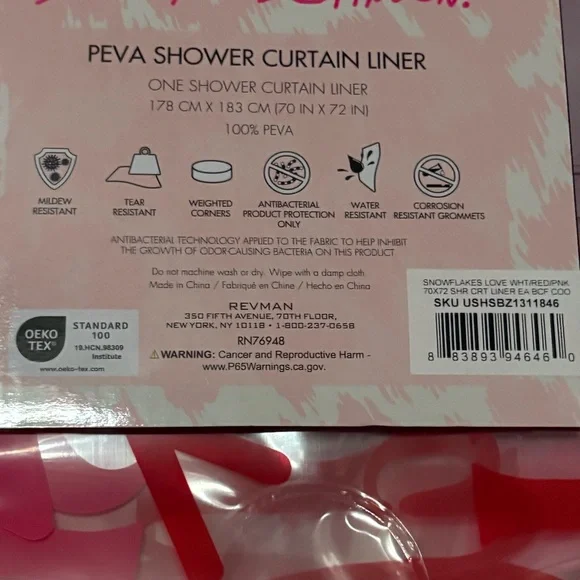 PEVA SHOWER CURTAIN LINER
ONE SHOWER CURTAIN LINER
178 CM X 183 CM (70 IN X 72 IN)
100% PEVA
MILDEW
RESISTANT
TEAR
RESISTANT
WEIGHTED
CORNERS
ANTIBACTERIAL
PRODUCT PROTECTION
ONLY
WATER
RESISTANT
CORROSION
RESISTANT GROMMETS
ANTIBACTERIAL TECHNOLOGY APPLIED TO THE FABRIC TO HELP INHIBIT
THE GROWTH OF ODOR-CAUSING BACTERIA ON THIS PRODUCT
Do not machine wash or dry. Wipe with a damp cloth.
Made in China / Fabriqué en Chine / Hecho en China
REVMAN
350 FIFTH AVENUE, 70TH FLOOR,
NEW YORK, NY 10118 • 1-800-237-0658
RN76948
⚠WARNING: Cancer and Reproductive Harm -
www.P65Warnings.ca.gov.
OEKO
TEX®
STANDARD
100
19.HCN.98309
Institute
www.oeko-tex.com
SNOWFLAKES LOVE WHT/RED/PNK
70X72 SHR CRT LINER EA BCF COO
SKU USHSBZ1311846
8 83893 94646 0